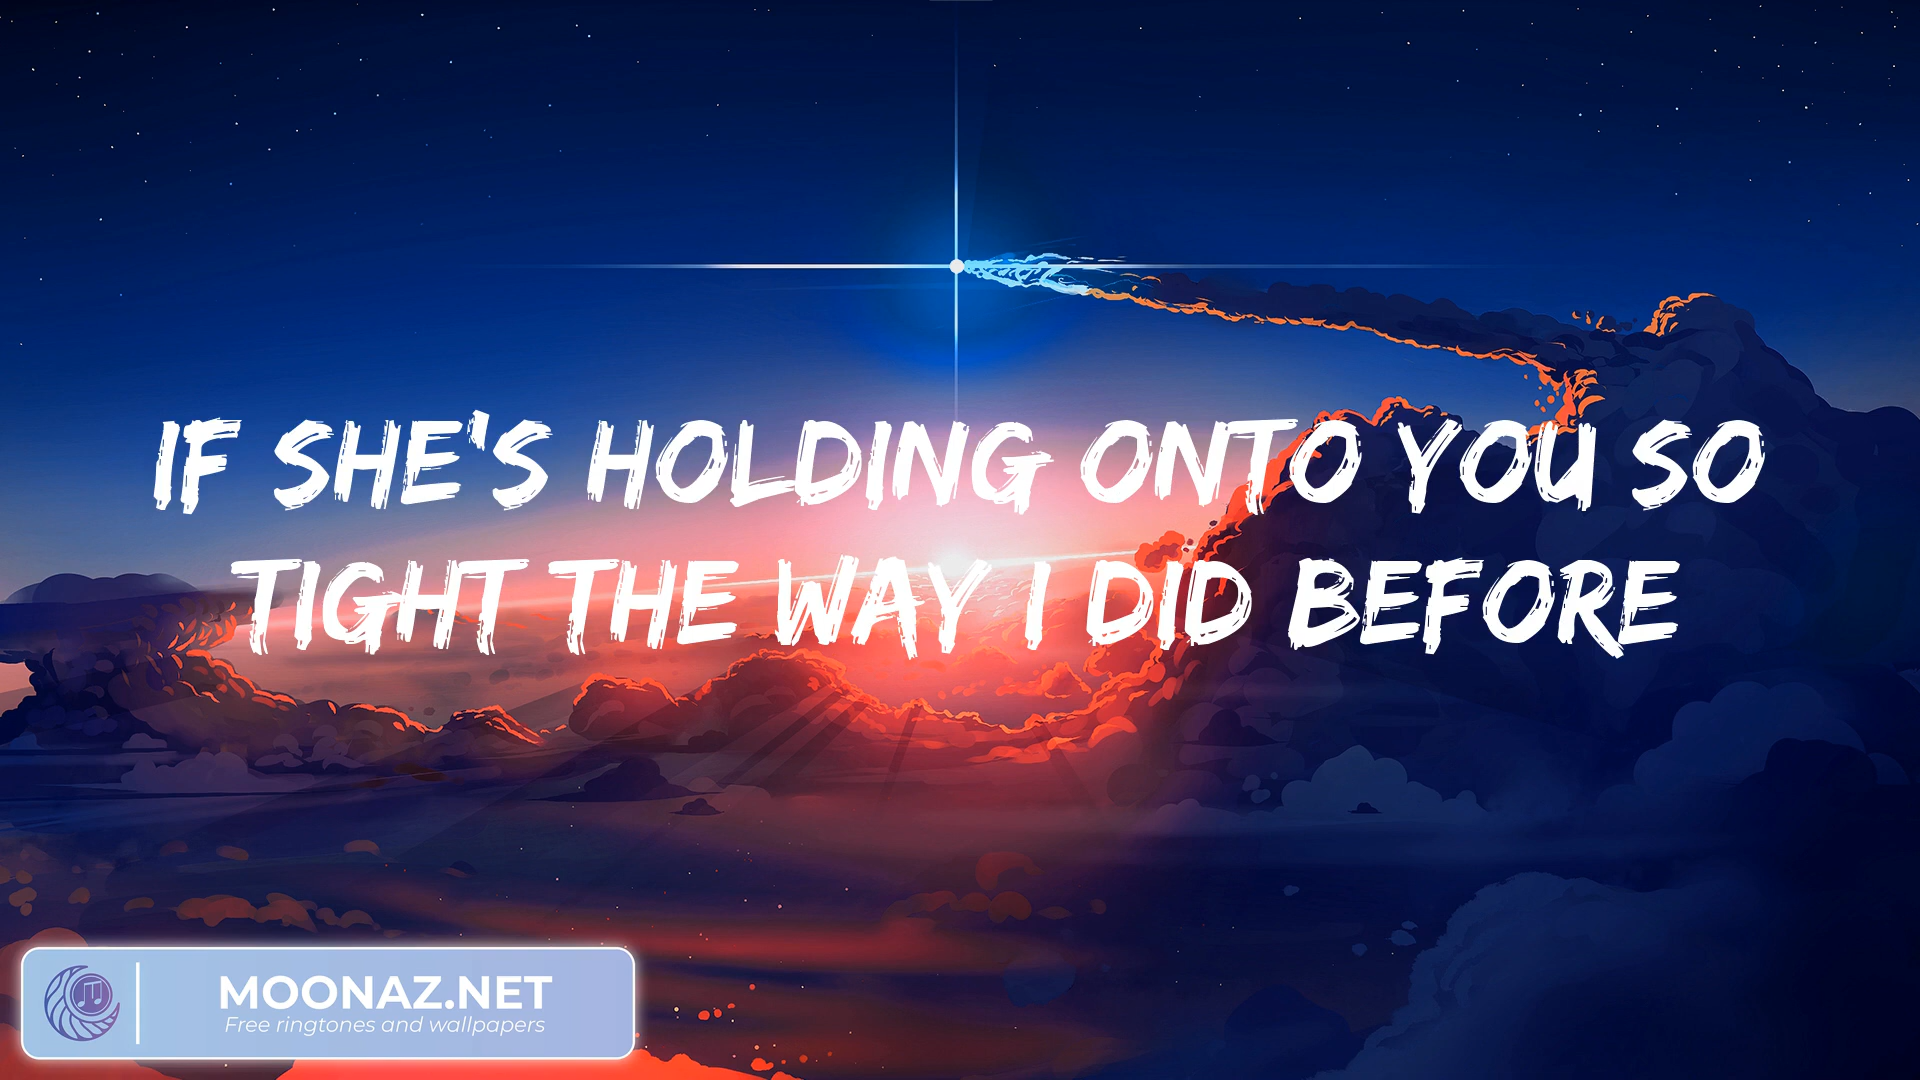 IF SHE'S HOLDING ONTO YOU SO
TIGHT THE WAY I DID BEFORE
MOONAZ.NET
Free ringtones and wallpapers